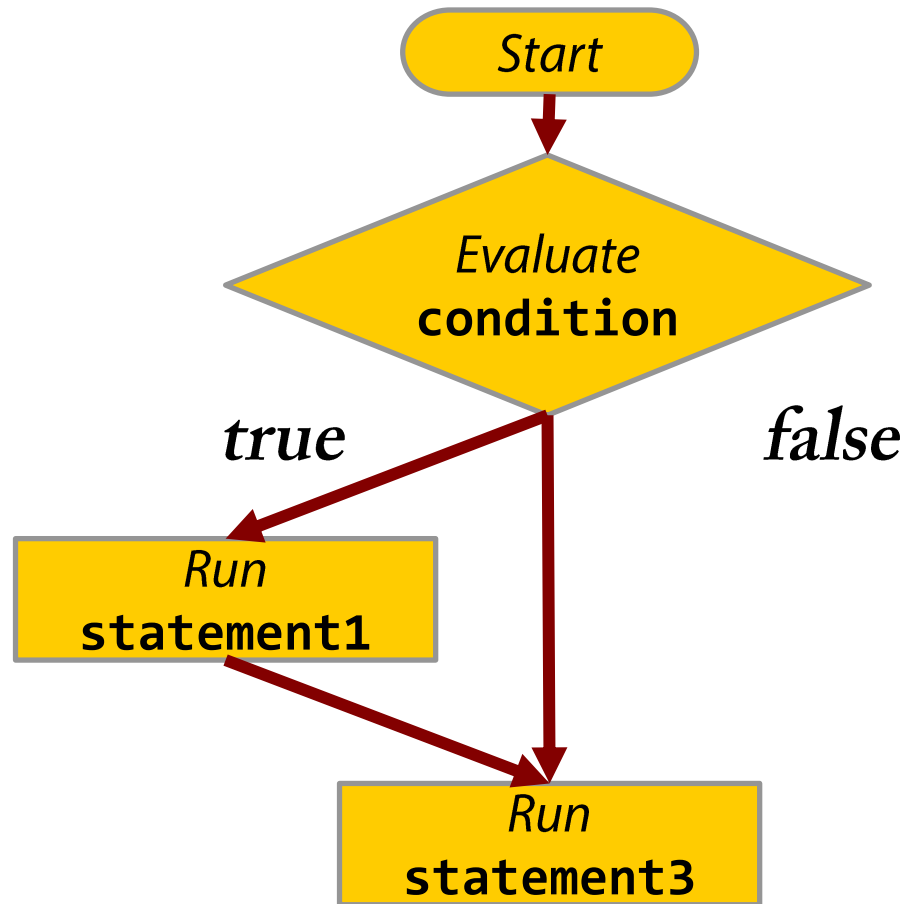 Start
Evaluate
condition
true
false
Run
statement1
Run
statement3